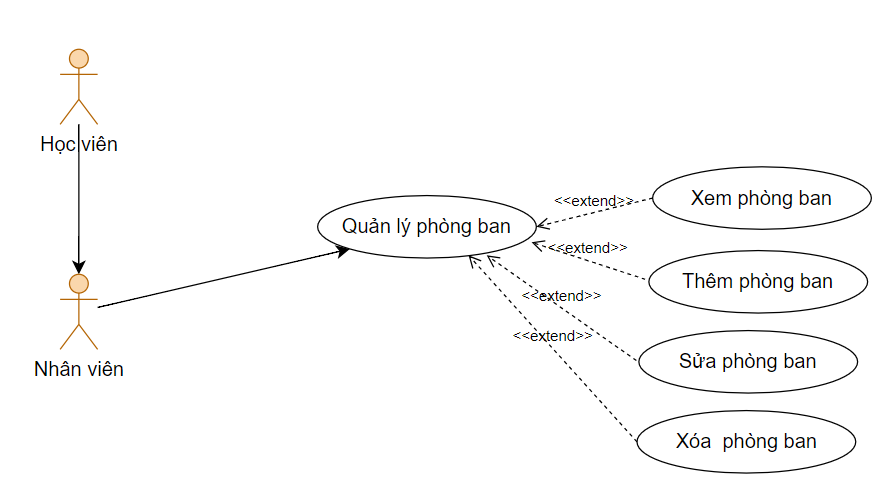 Học viên
Nhân viên
Quản lý phòng ban
<<extend>>
Xem phòng ban
<<extend>>
Thêm phòng ban
<<extend>>
Sửa phòng ban
<<extend>>
Xóa phòng ban